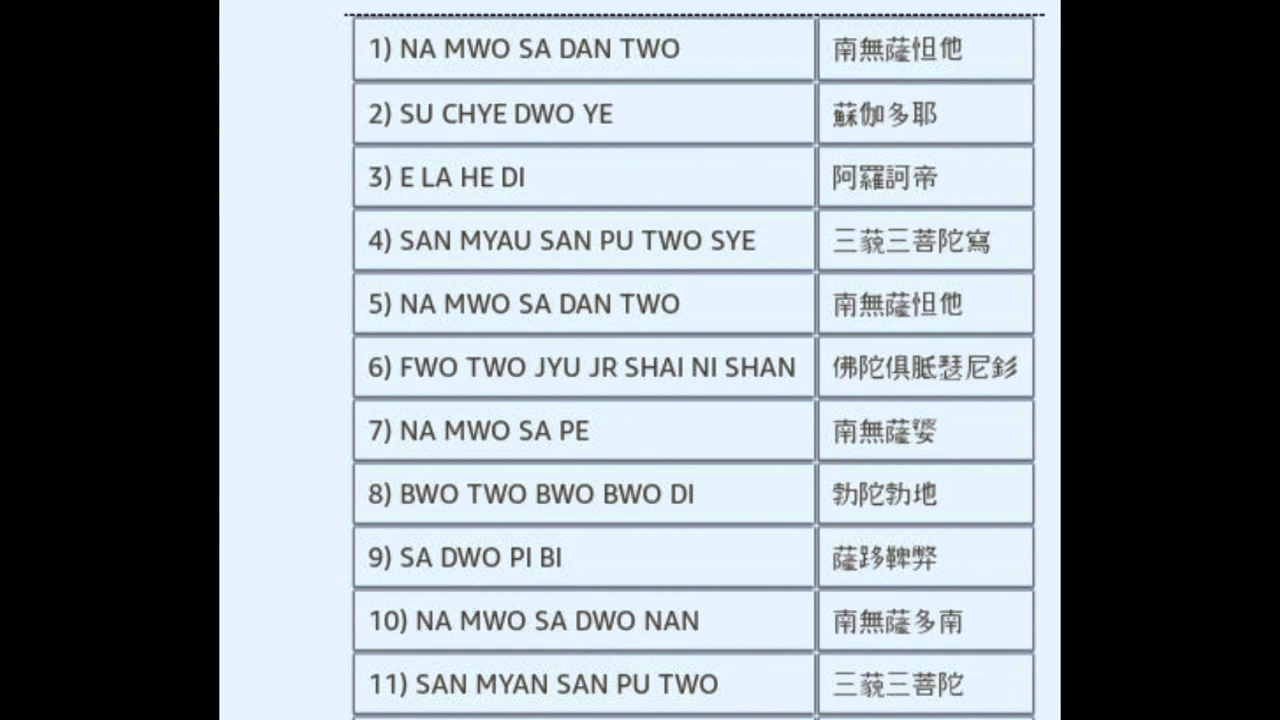 1) NA MWO SA DAN TWO 南無薩怛他
2) SU CHYE DWO YE 蘇伽多耶
3) E LA HE DI 阿羅訶帝
4) SAN MYAU SAN PU TWO SYE 三藐三菩陀寫
5) NA MWO SA DAN TWO 南無薩怛他
6) FWO TWO JYU JR SHAI NI SHAN 佛陀俱胝瑟尼釤
7) NA MWO SA PE 南無薩婆
8) BWO TWO BWO BWO DI 勃陀勃地
9) SA DWO PI BI 薩跢鞞弊
10) NA MWO SA DWO NAN 南無薩多南
11) SAN MYAN SAN PU TWO 三藐三菩陀